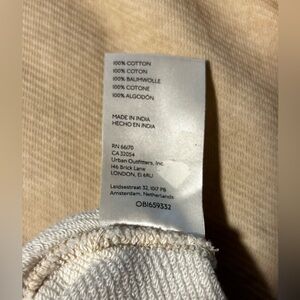 100% COTTON
100% COTON
100% BAUMWOLLE
100% COTONE
100% ALGODÓN
MADE IN INDIA
HECHO EN INDIA
RN 66170
CA 32054
Urban Outfitters, Inc.
146 Brick Lane
LONDON, E1 6RU
Leidsestraat 32, 1017 PB
Amsterdam, Netherlands
OB1659332